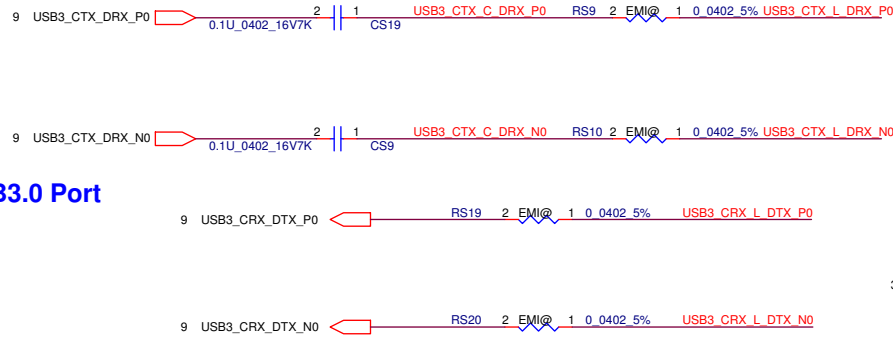 9 USB3_CTX_DRX_P0 2 1 USB3_CTX_C_DRX_P0 RS9 2 EMI@ 1 0_0402_5% USB3_CTX_L_DRX_P0
0.1U_0402_16V7K CS19
9 USB3_CTX_DRX_N0 2 1 USB3_CTX_C_DRX_N0 RS10 2 EMI@ 1 0_0402_5% USB3_CTX_L_DRX_N0
0.1U_0402_16V7K CS9
33.0 Port
9 USB3_CRX_DTX_P0 RS19 2 EMI@ 1 0_0402_5% USB3_CRX_L_DTX_P0
9 USB3_CRX_DTX_N0 RS20 2 EMI@ 1 0_0402_5% USB3_CRX_L_DTX_N0